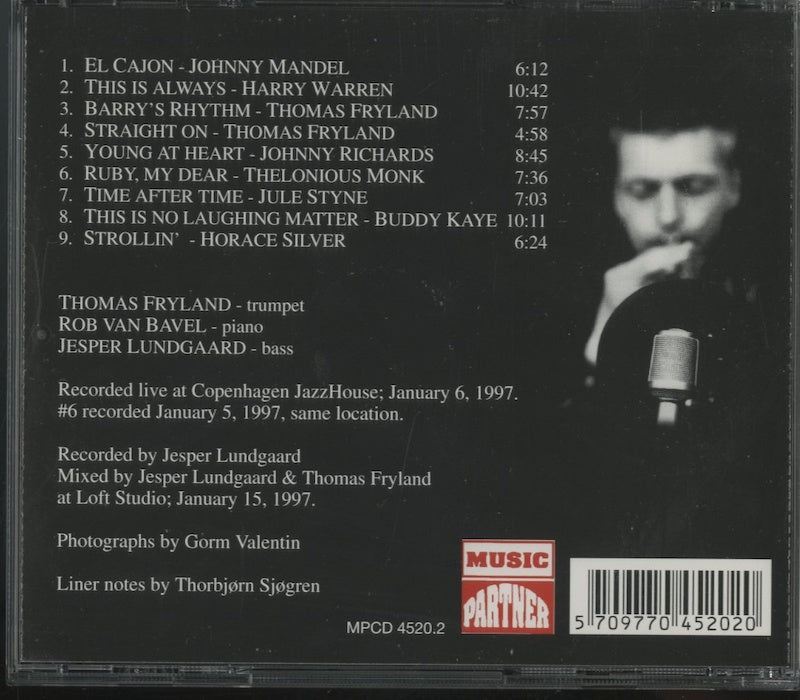 1. EL CAJON - JOHNNY MANDEL 6:12
2. THIS IS ALWAYS - HARRY WARREN 10:42
3. BARRY'S RHYTHM - THOMAS FRYLAND 7:57
4. STRAIGHT ON - THOMAS FRYLAND 4:58
5. YOUNG AT HEART - JOHNNY RICHARDS 8:45
6. RUBY, MY DEAR - THELONIOUS MONK 7:36
7. TIME AFTER TIME - JULE STYNE 7:03
8. THIS IS NO LAUGHING MATTER - BUDDY KAYE 10:11
9. STROLLIN' - HORACE SILVER 6:24
THOMAS FRYLAND - trumpet
ROB VAN BAVEL - piano
JESPER LUNDGAARD - bass
Recorded live at Copenhagen JazzHouse; January 6, 1997.
#6 recorded January 5, 1997, same location.
Recorded by Jesper Lundgaard
Mixed by Jesper Lundgaard & Thomas Fryland
at Loft Studio; January 15, 1997.
Photographs by Gorm Valentin
Liner notes by Thorbjørn Sjøgren
MPCD 4520.2
MUSIC
PARTNER
5 709770 452020